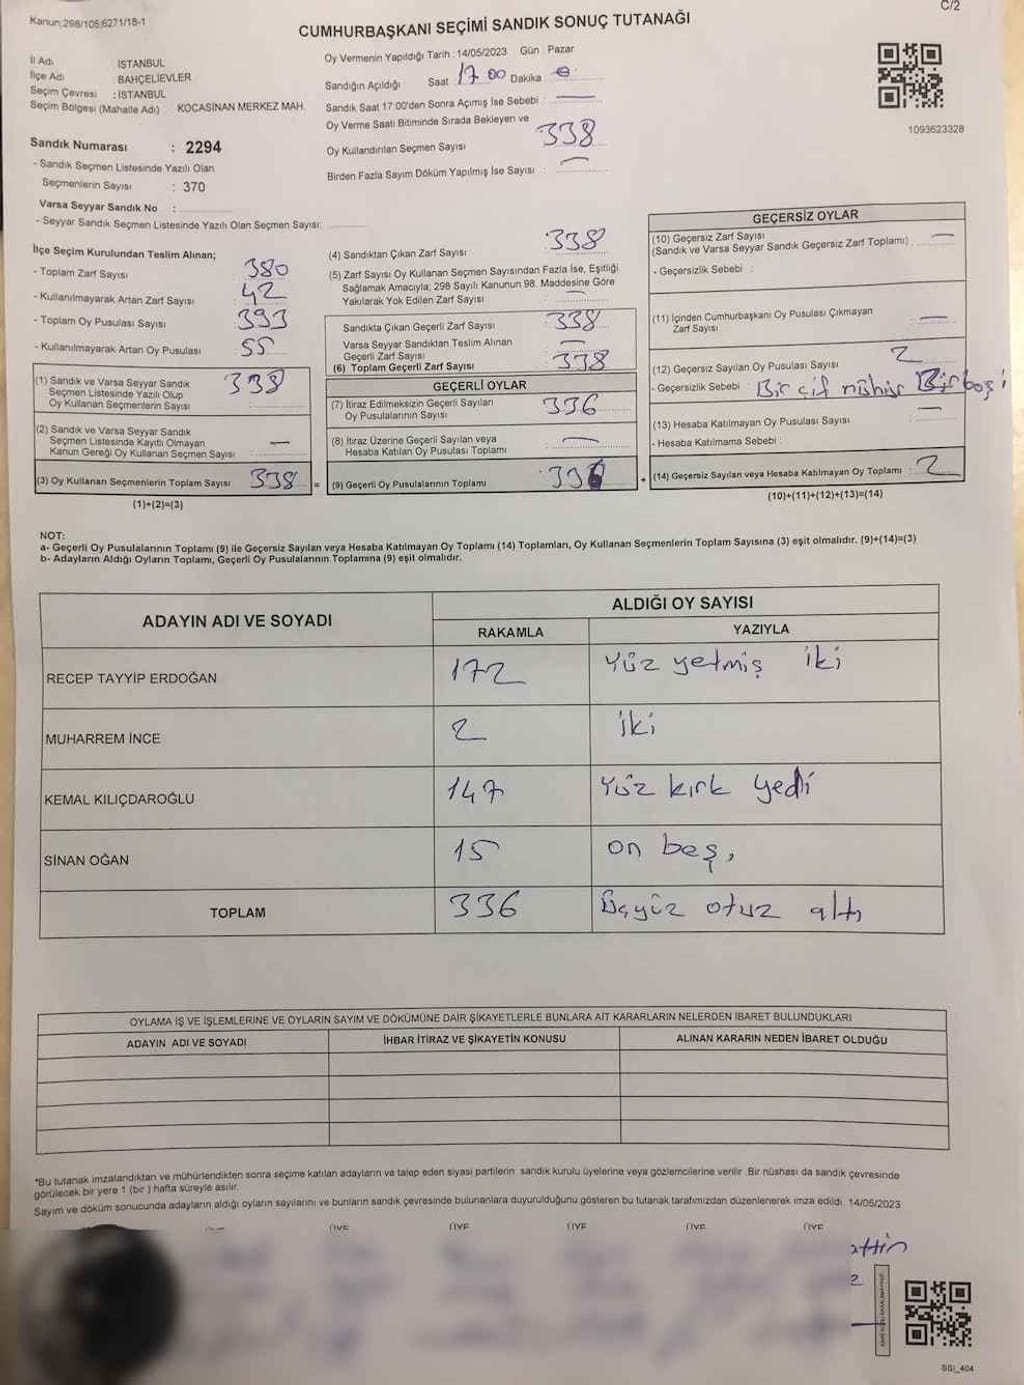 Kanun;298/105;6271/18-1
C/2
CUMHURBAŞKANI SEÇİMİ SANDIK SONUÇ TUTANAĞI
İl Adı İSTANBUL
İlçe Adı BAHÇELİEVLER
Seçim Çevresi : İSTANBUL
Seçim Bölgesi (Mahalle Adı) KOCASİNAN MERKEZ MAH.
Sandık Numarası : 2294
- Sandık Seçmen Listesinde Yazılı Olan
Seçmenlerin Sayısı : 370
Varsa Seyyar Sandık No :
- Seyyar Sandık Seçmen Listesinde Yazılı Olan Seçmen Sayısı:
Oy Vermenin Yapıldığı Tarih : 14/05/2023 Gün : Pazar
Sandığın Açıldığı Saat 17 00 Dakika
Sandık Saat 17:00'den Sonra Açımış İse Sebebi :
Oy Verme Saati Bitiminde Sırada Bekleyen ve
Oy Kullandırılan Seçmen Sayısı 338
Birden Fazla Sayım Döküm Yapılmış İse Sayısı :
1093623328
İlçe Seçim Kurulundan Teslim Alınan;
- Toplam Zarf Sayısı 380
- Kullanılmayarak Artan Zarf Sayısı 42
- Toplam Oy Pusulası Sayısı 393
- Kullanılmayarak Artan Oy Pusulası 55
(1) Sandık ve Varsa Seyyar Sandık
Seçmen Listesinde Yazılı Olup
Oy Kullanan Seçmenlerin Sayısı 338
(2) Sandık ve Varsa Seyyar Sandık
Seçmen Listesinde Kayıtlı Olmayan
Kanun Gereği Oy Kullanan Seçmen Sayısı —
(3) Oy Kullanan Seçmenlerin Toplam Sayısı 338 =
(1)+(2)=(3)
(4) Sandıktan Çıkan Zarf Sayısı 338
(5) Zarf Sayısı Oy Kullanan Seçmen Sayısından Fazla İse, Eşitliği
Sağlamak Amacıyla; 298 Sayılı Kanunun 98. Maddesine Göre
Yakılarak Yok Edilen Zarf Sayısı
Sandıkta Çıkan Geçerli Zarf Sayısı 338
Varsa Seyyar Sandıktan Teslim Alınan
Geçerli Zarf Sayısı —
(6) Toplam Geçerli Zarf Sayısı 338
GEÇERLİ OYLAR
(7) İtiraz Edilmeksizin Geçerli Sayılan
Oy Pusulalarının Sayısı 336
(8) İtiraz Üzerine Geçerli Sayılan veya
Hesaba Katılan Oy Pusulası Toplamı —
(9) Geçerli Oy Pusulalarının Toplamı 336 +
GEÇERSİZ OYLAR
(10) Geçersiz Zarf Sayısı
(Sandık ve Varsa Seyyar Sandık Geçersiz Zarf Toplamı) —
- Geçersizlik Sebebi :
(11) İçinden Cumhurbaşkanı Oy Pusulası Çıkmayan
Zarf Sayısı —
(12) Geçersiz Sayılan Oy Pusulası Sayısı 2
- Geçersizlik Sebebi : Bir çif mühür Bir boş
(13) Hesaba Katılmayan Oy Pusulası Sayısı —
- Hesaba Katılmama Sebebi :
(14) Geçersiz Sayılan veya Hesaba Katılmayan Oy Toplamı : 2
(10)+(11)+(12)+(13)=(14)
NOT:
a- Geçerli Oy Pusulalarının Toplamı (9) ile Geçersiz Sayılan veya Hesaba Katılmayan Oy Toplamı (14) Toplamları, Oy Kullanan Seçmenlerin Toplam Sayısına (3) eşit olmalıdır. (9)+(14)=(3)
b- Adayların Aldığı Oyların Toplamı, Geçerli Oy Pusulalarının Toplamına (9) eşit olmalıdır.
ADAYIN ADI VE SOYADI ALDIĞI OY SAYISI
RAKAMLA YAZIYLA
RECEP TAYYİP ERDOĞAN 172 Yüz yetmiş iki
MUHARREM İNCE 2 iki
KEMAL KILIÇDAROĞLU 147 Yüz kırk yedi
SİNAN OĞAN 15 on beş,
TOPLAM 336 Üçyüz otuz altı
OYLAMA İŞ VE İŞLEMLERİNE VE OYLARIN SAYIM VE DÖKÜMÜNE DAİR ŞİKAYETLERLE BUNLARA AİT KARARLARIN NELERDEN İBARET BULUNDUKLARI
ADAYIN ADI VE SOYADI İHBAR İTİRAZ VE ŞİKAYETİN KONUSU ALINAN KARARIN NEDEN İBARET OLDUĞU
*Bu tutanak imzalandıktan ve mühürlendikten sonra seçime katılan adayların ve talep eden siyasi partilerin sandık kurulu üyelerine veya gözlemcilerine verilir. Bir nüshası da sandık çevresinde
görülecek bir yere 1 (bir) hafta süreyle asılır.
Sayım ve döküm sonucunda adayların aldığı oyların sayılarını ve bunların sandık çevresinde bulunanlara duyurulduğunu gösteren bu tutanak tarafımızdan düzenlenerek imza edildi. 14/05/2023
ÜYE ÜYE ÜYE ÜYE ÜYE
attin
2
SSI_404